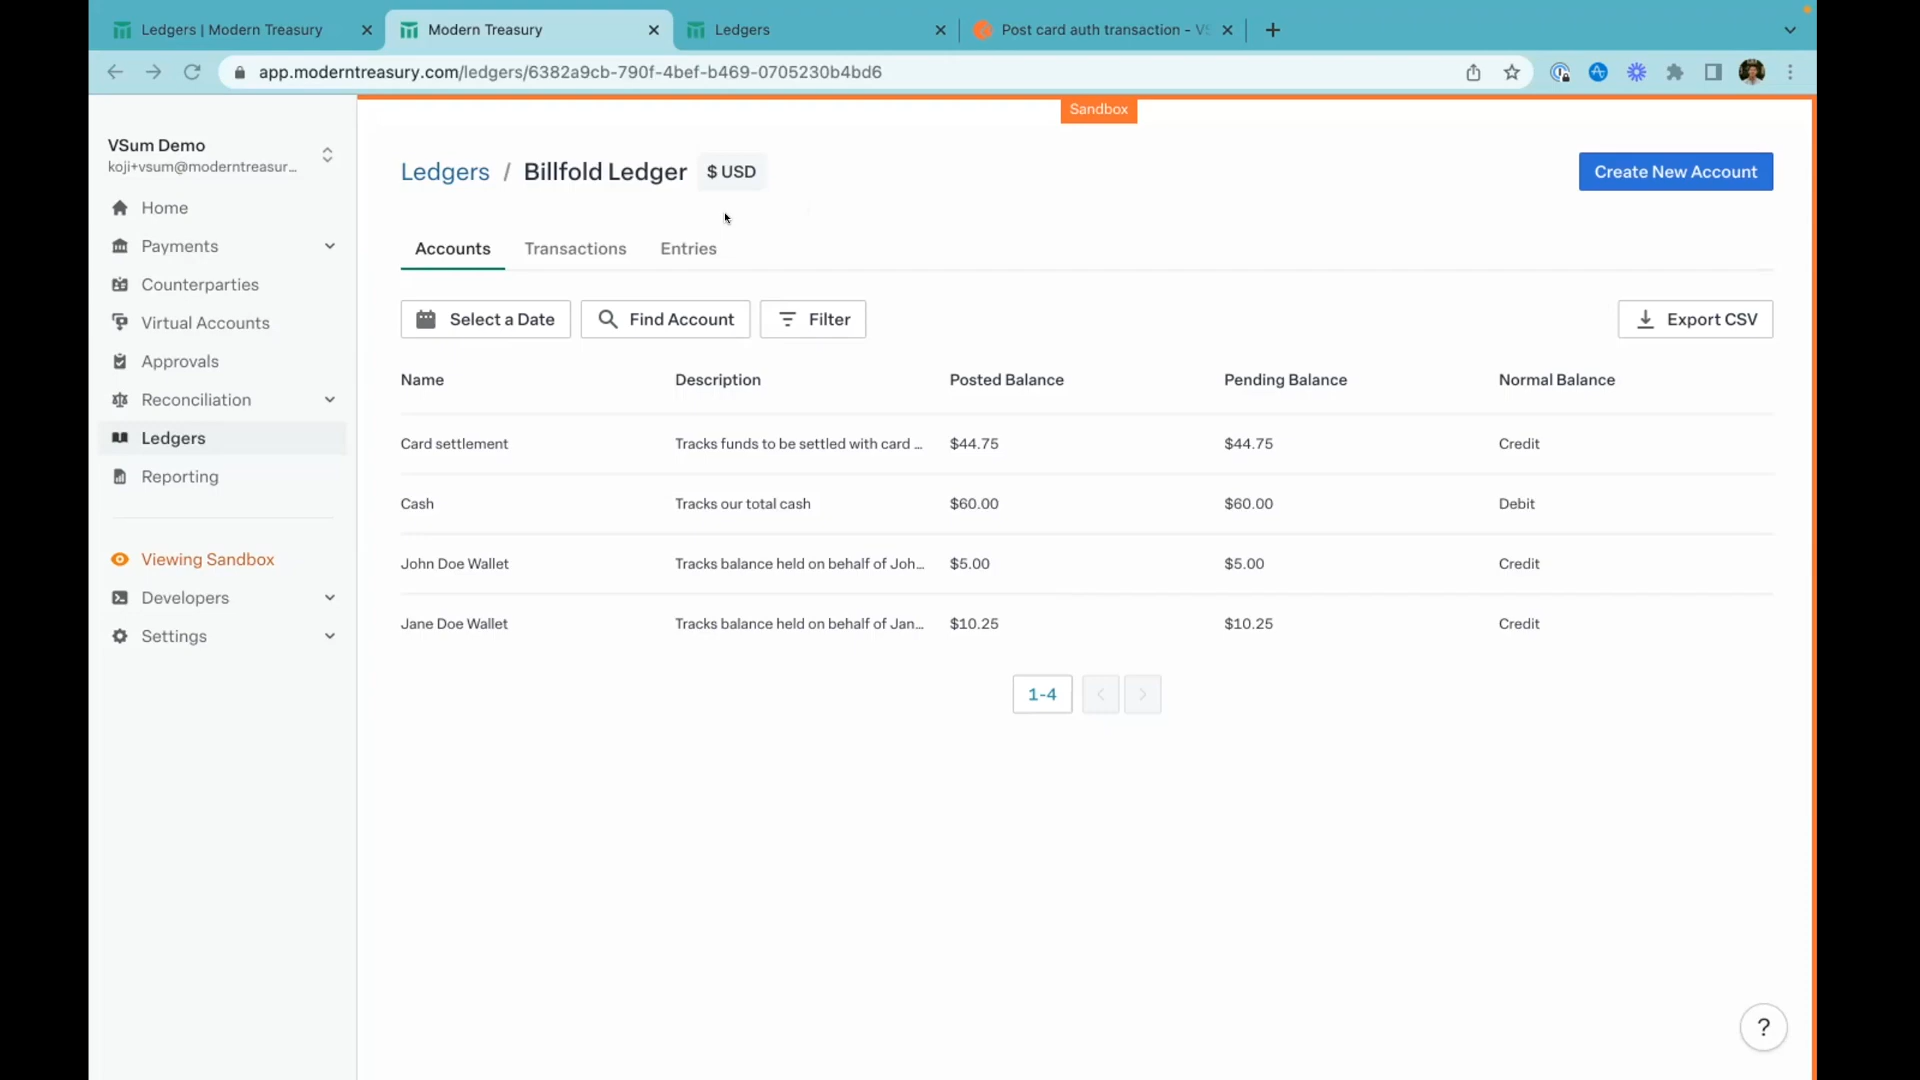 Ledgers | Modern Treasury
Modern Treasury
Ledgers
Post card auth transaction - VS
app.moderntreasury.com/ledgers/6382a9cb-790f-4bef-b469-0705230b4bd6
Sandbox
VSum Demo
koji+vsum@moderntreasur...
Home
Payments
Counterparties
Virtual Accounts
Approvals
Reconciliation
Ledgers
Reporting
Viewing Sandbox
Developers
Settings
Ledgers / Billfold Ledger $ USD
Create New Account
Accounts Transactions Entries
Select a Date Find Account Filter Export CSV
Name Description Posted Balance Pending Balance Normal Balance
Card settlement Tracks funds to be settled with card ... $44.75 $44.75 Credit
Cash Tracks our total cash $60.00 $60.00 Debit
John Doe Wallet Tracks balance held on behalf of Joh... $5.00 $5.00 Credit
Jane Doe Wallet Tracks balance held on behalf of Jan... $10.25 $10.25 Credit
1-4
?